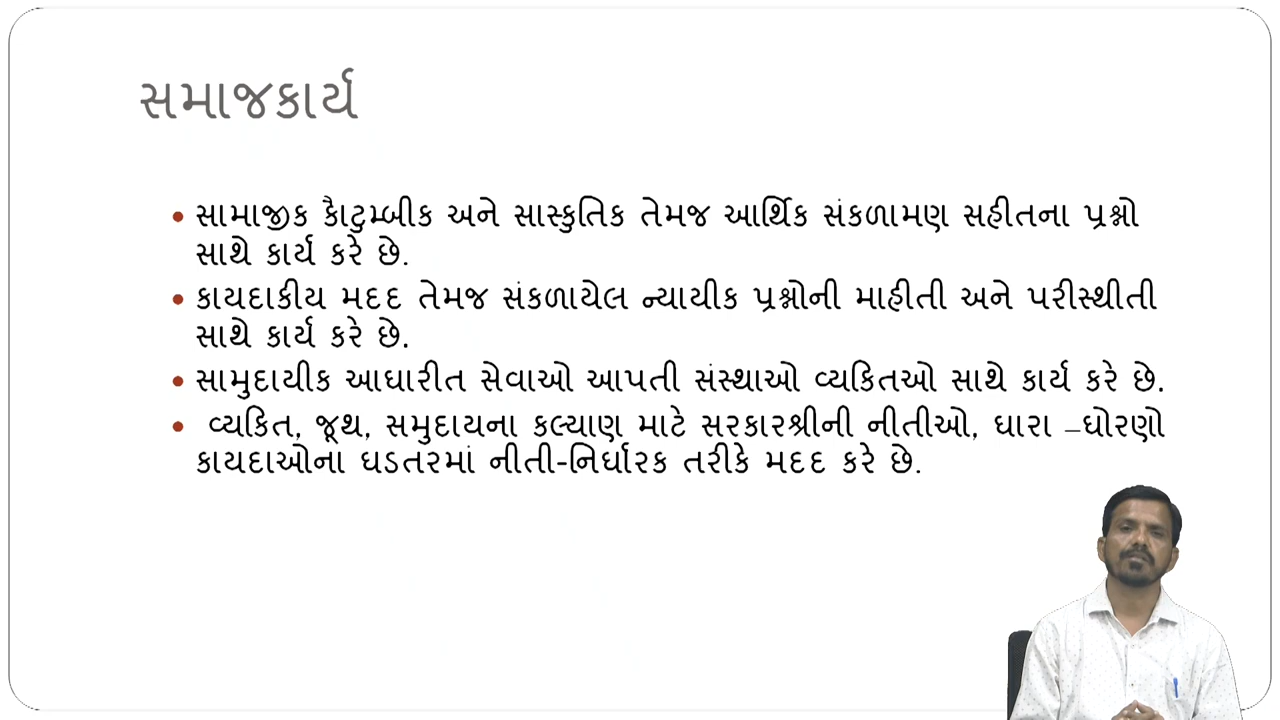 સમાજકાર્ય
• સામાજીક કૈાટુમ્બીક અને સાસ્કુતિક તેમજ આર્થિક સંકળામણ સહીતના પ્રશ્નો
સાથે કાર્ય કરે છે.
• કાયદાકીય મદદ તેમજ સંકળાયેલ ન્યાયીક પ્રશ્નોની માહીતી અને પરીસ્થીતી
સાથે કાર્ય કરે છે.
• સામુદાયીક આધારીત સેવાઓ આપતી સંસ્થાઓ વ્યકિતઓ સાથે કાર્ય કરે છે.
• વ્યકિત, જૂથ, સમુદાયના કલ્યાણ માટે સરકારશ્રીની નીતીઓ, ધારા –ધોરણો
કાયદાઓના ઘડતરમાં નીતી-નિર્ધારક તરીકે મદદ કરે છે.